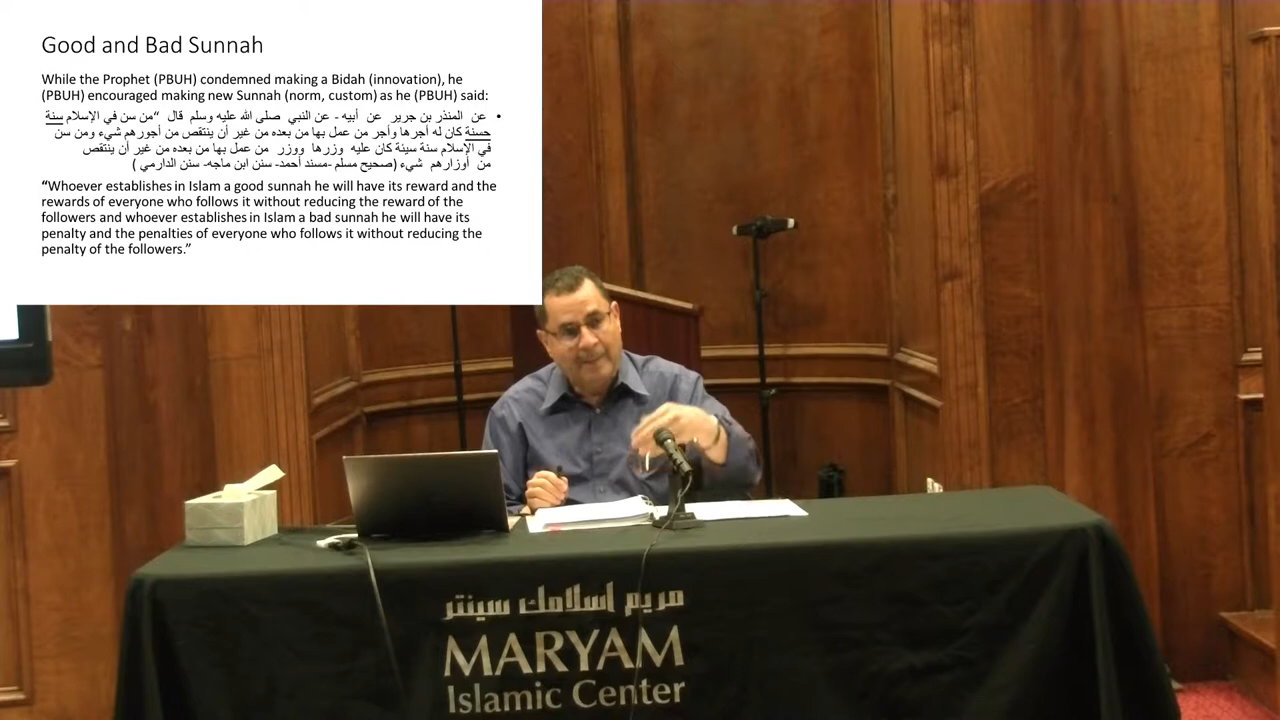 Good and Bad Sunnah
While the Prophet (PBUH) condemned making a Bidah (innovation), he
(PBUH) encouraged making new Sunnah (norm, custom) as he (PBUH) said:
• عن المنذر بن جرير عن أبيه - عن النبي صلى الله عليه وسلم قال “من سن في الإسلام سنة
حسنة كان له أجرها وأجر من عمل بها من بعده من غير أن ينتقص من أجورهم شيء ومن سن
في الإسلام سنة سيئة كان عليه وزرها ووزر من عمل بها من بعده من غير أن ينتقص
من أوزارهم شيء (صحيح مسلم -مسند أحمد- سنن ابن ماجه- سنن الدارمي )
“Whoever establishes in Islam a good sunnah he will have its reward and the
rewards of everyone who follows it without reducing the reward of the
followers and whoever establishes in Islam a bad sunnah he will have its
penalty and the penalties of everyone who follows it without reducing the
penalty of the followers.”
مريم اسلامك سينتر
MARYAM
Islamic Center